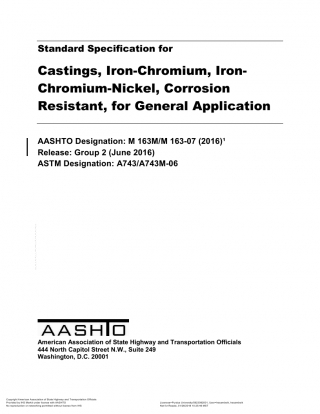 Standard Specification for
Castings, Iron-Chromium, Iron-
Chromium-Nickel, Corrosion
Resistant, for General Application
AASHTO Designation: M 163M/M 163-07 (2016)¹
Release: Group 2 (June 2016)
ASTM Designation: A743/A743M-06
AASHTO
American Association of State Highway and Transportation Officials
444 North Capitol Street N.W., Suite 249
Washington, D.C. 20001